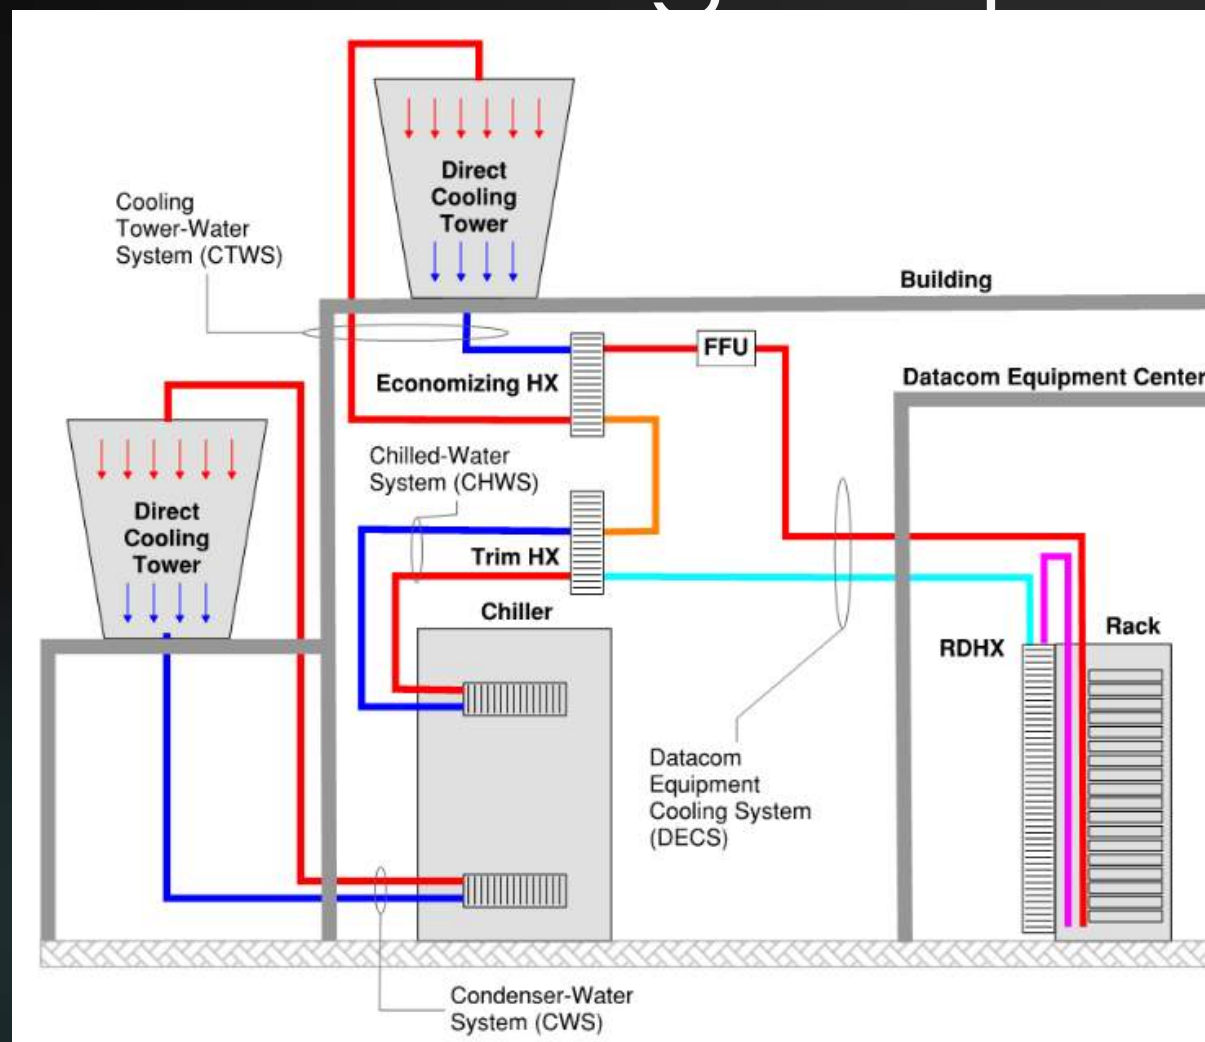 Direct
Cooling
Tower
Cooling
Tower-Water
System (CTWS)
Building
FFU
Economizing HX
Datacom Equipment Center
Chilled-Water
System (CHWS)
Direct
Cooling
Tower
Trim HX
Chiller
RDHX
Rack
Datacom
Equipment
Cooling System
(DECS)
Condenser-Water
System (CWS)